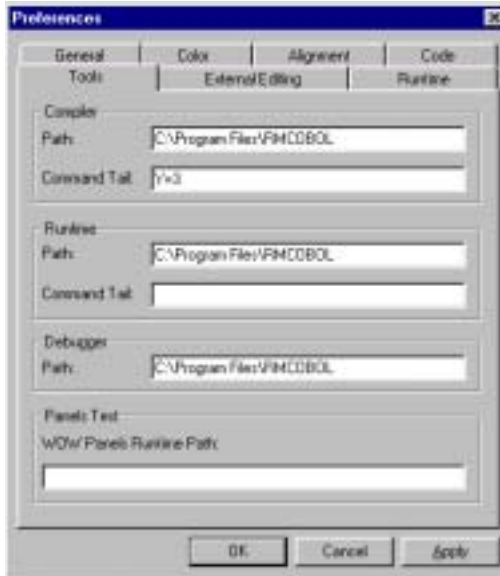 Preferences
General Color Alignment Code
Tools External Editing Runtime
Compiler
Path: C:\Program Files\RMCOBOL
Command Tail: Y=3
Runtime
Path: C:\Program Files\RMCOBOL
Command Tail:
Debugger
Path: C:\Program Files\RMCOBOL
Panels Test
WOW Panels Runtime Path:
OK Cancel Apply